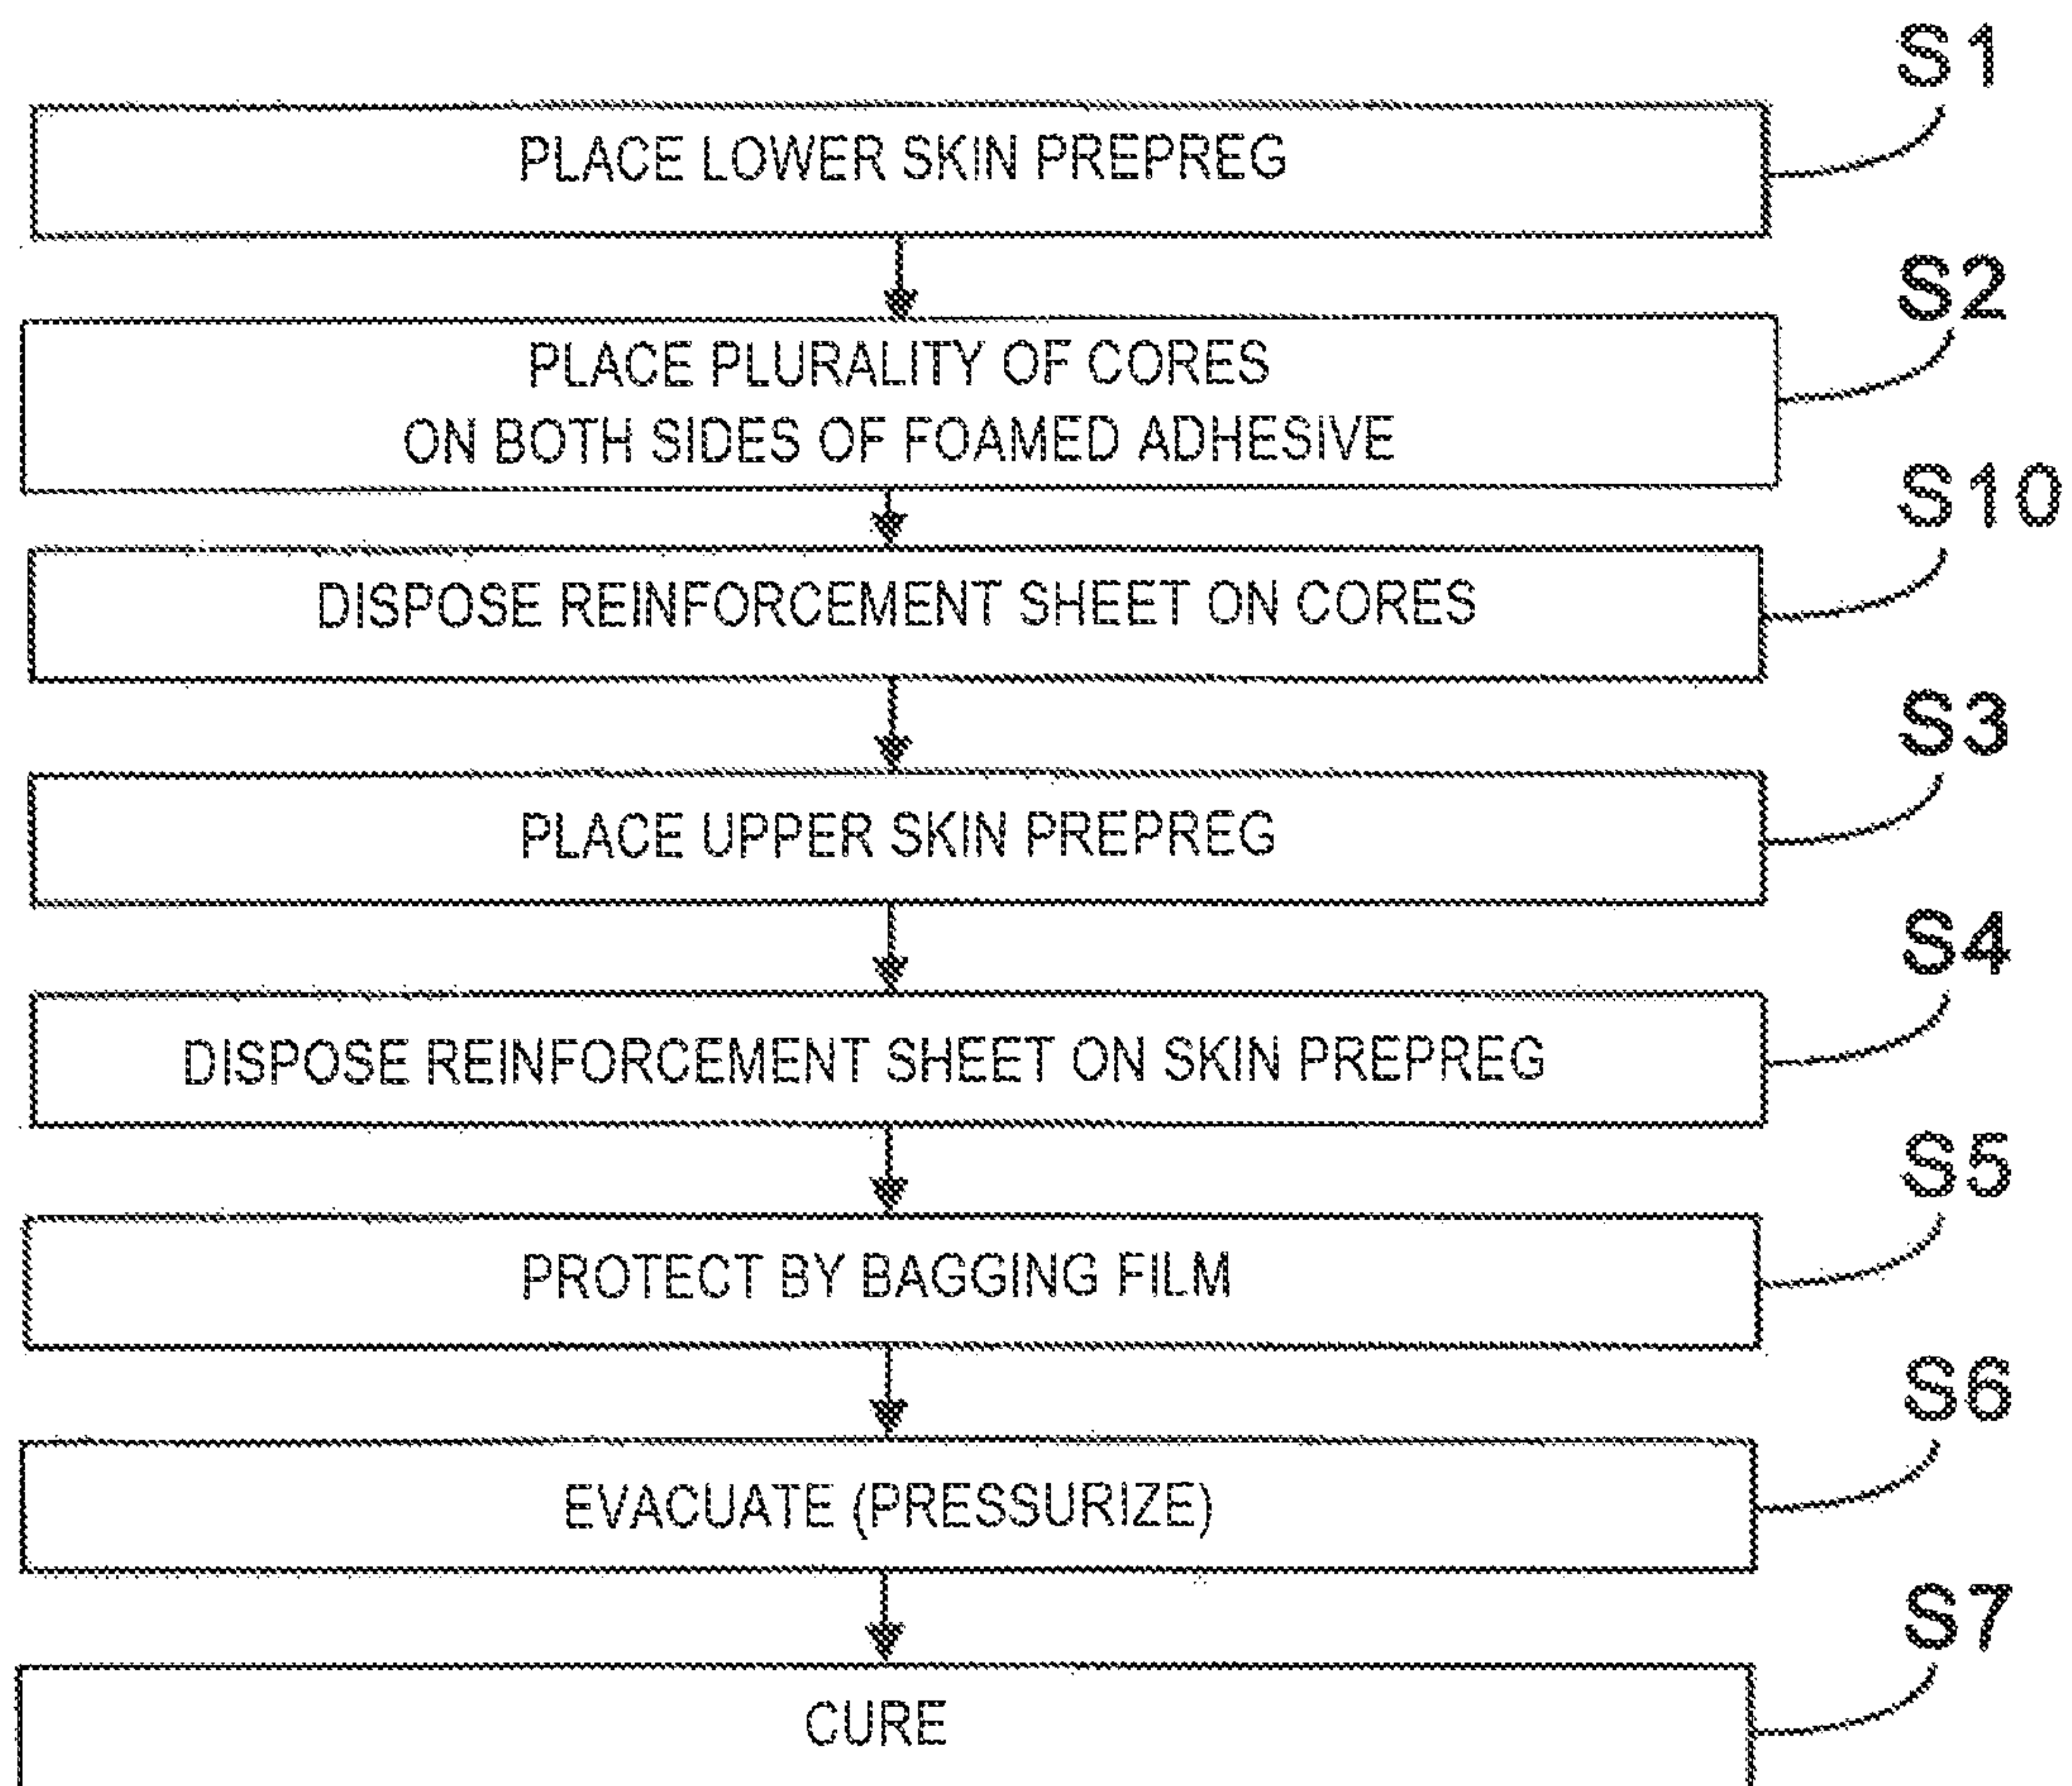 S1
PLACE LOWER SKIN PREPREG
S2
PLACE PLURALITY OF CORES
ON BOTH SIDES OF FOAMED ADHESIVE
S10
DISPOSE REINFORCEMENT SHEET ON CORES
S3
PLACE UPPER SKIN PREPREG
S4
DISPOSE REINFORCEMENT SHEET ON SKIN PREPREG
S5
PROTECT BY BAGGING FILM
S6
EVACUATE (PRESSURIZE)
S7
CURE